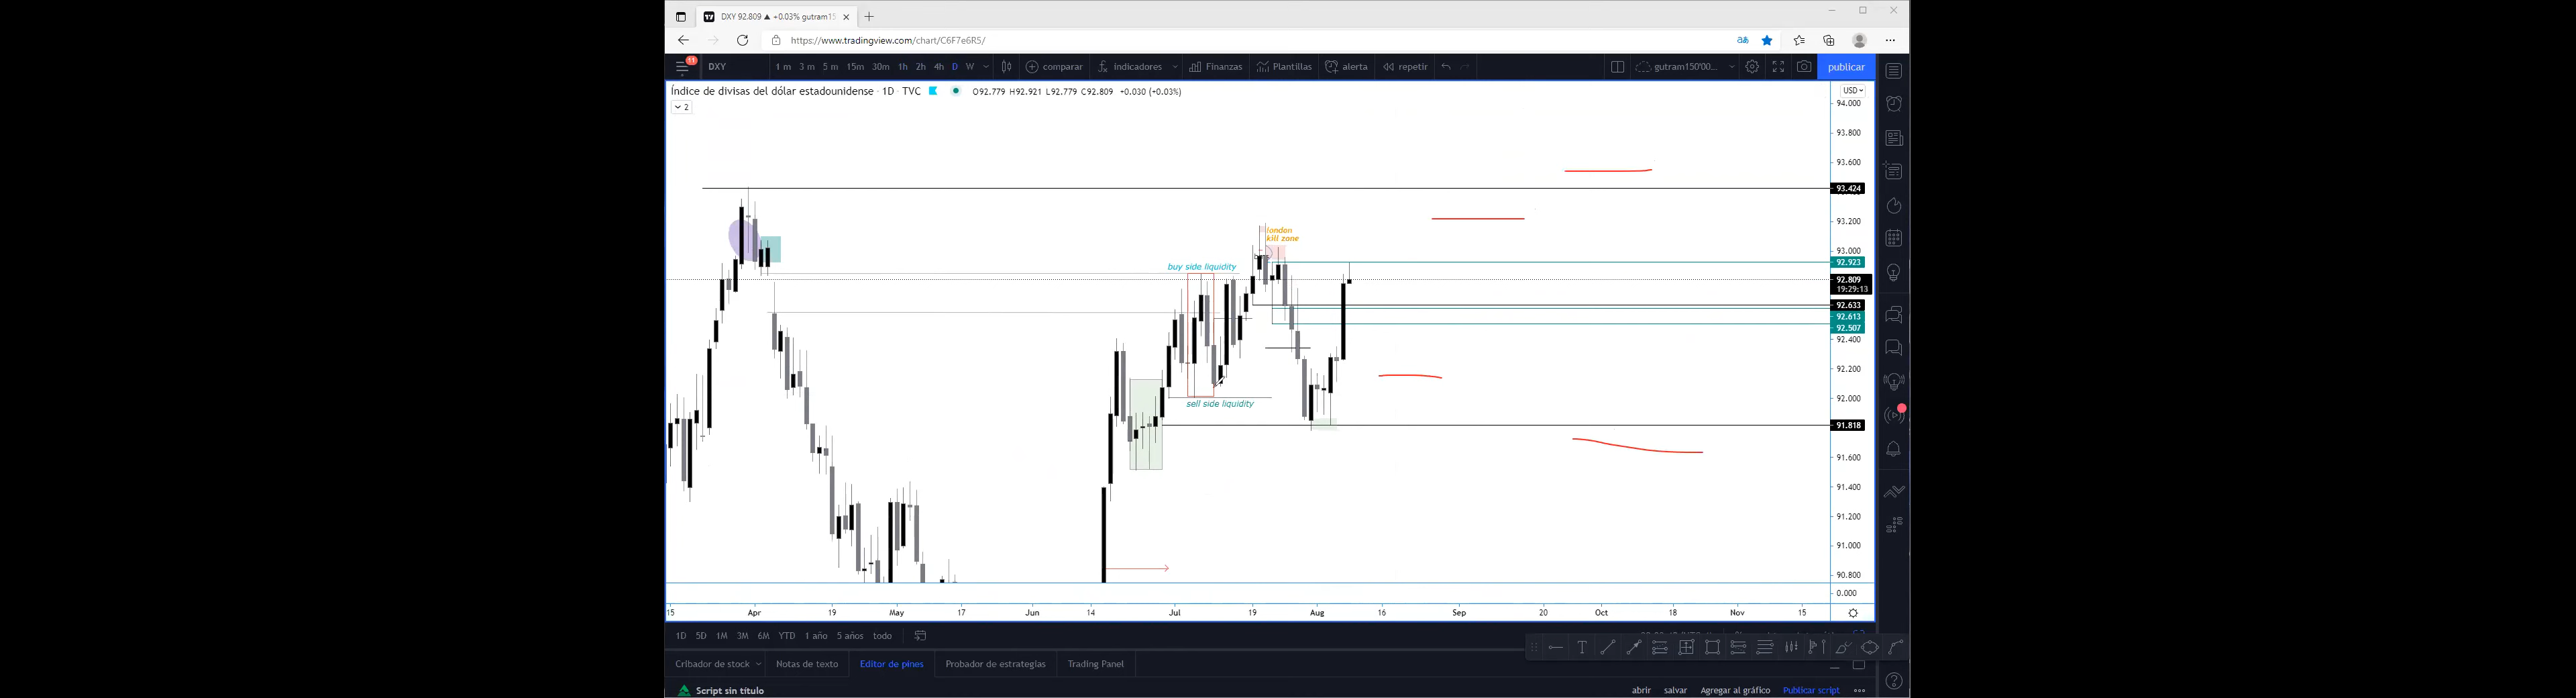 DXY 92.809 ▲ +0.03% gutram15
https://www.tradingview.com/chart/C6F7e6R5/
11
DXY 1 m 3 m 5 m 15m 30m 1h 2h 4h D W comparar indicadores Finanzas Plantillas alerta repetir gutram150'00... publicar
Índice de divisas del dólar estadounidense · 1D · TVC O92.779 H92.921 L92.779 C92.809 +0.030 (+0.03%) USD
2
94.000
93.800
93.600
93.424
93.200
london
kill zone
93.000
buy side liquidity
92.923
92.809
19:29:13
92.633
92.613
92.507
92.400
92.200
92.000
sell side liquidity
91.818
91.600
91.400
91.200
91.000
90.800
0.000
15 Apr 19 May 17 Jun 14 Jul 19 Aug 16 Sep 20 Oct 18 Nov 15
1D 5D 1M 3M 6M YTD 1 año 5 años todo
Cribador de stock Notas de texto Editor de pines Probador de estrategias Trading Panel
Script sin título abrir salvar Agregar al gráfico Publicar script